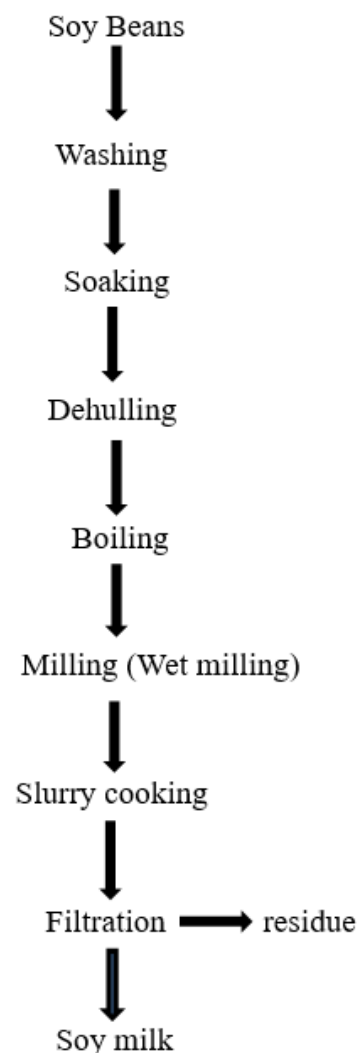 Soy Beans
Washing
Soaking
Dehulling
Boiling
Milling (Wet milling)
Slurry cooking
Filtration residue
Soy milk